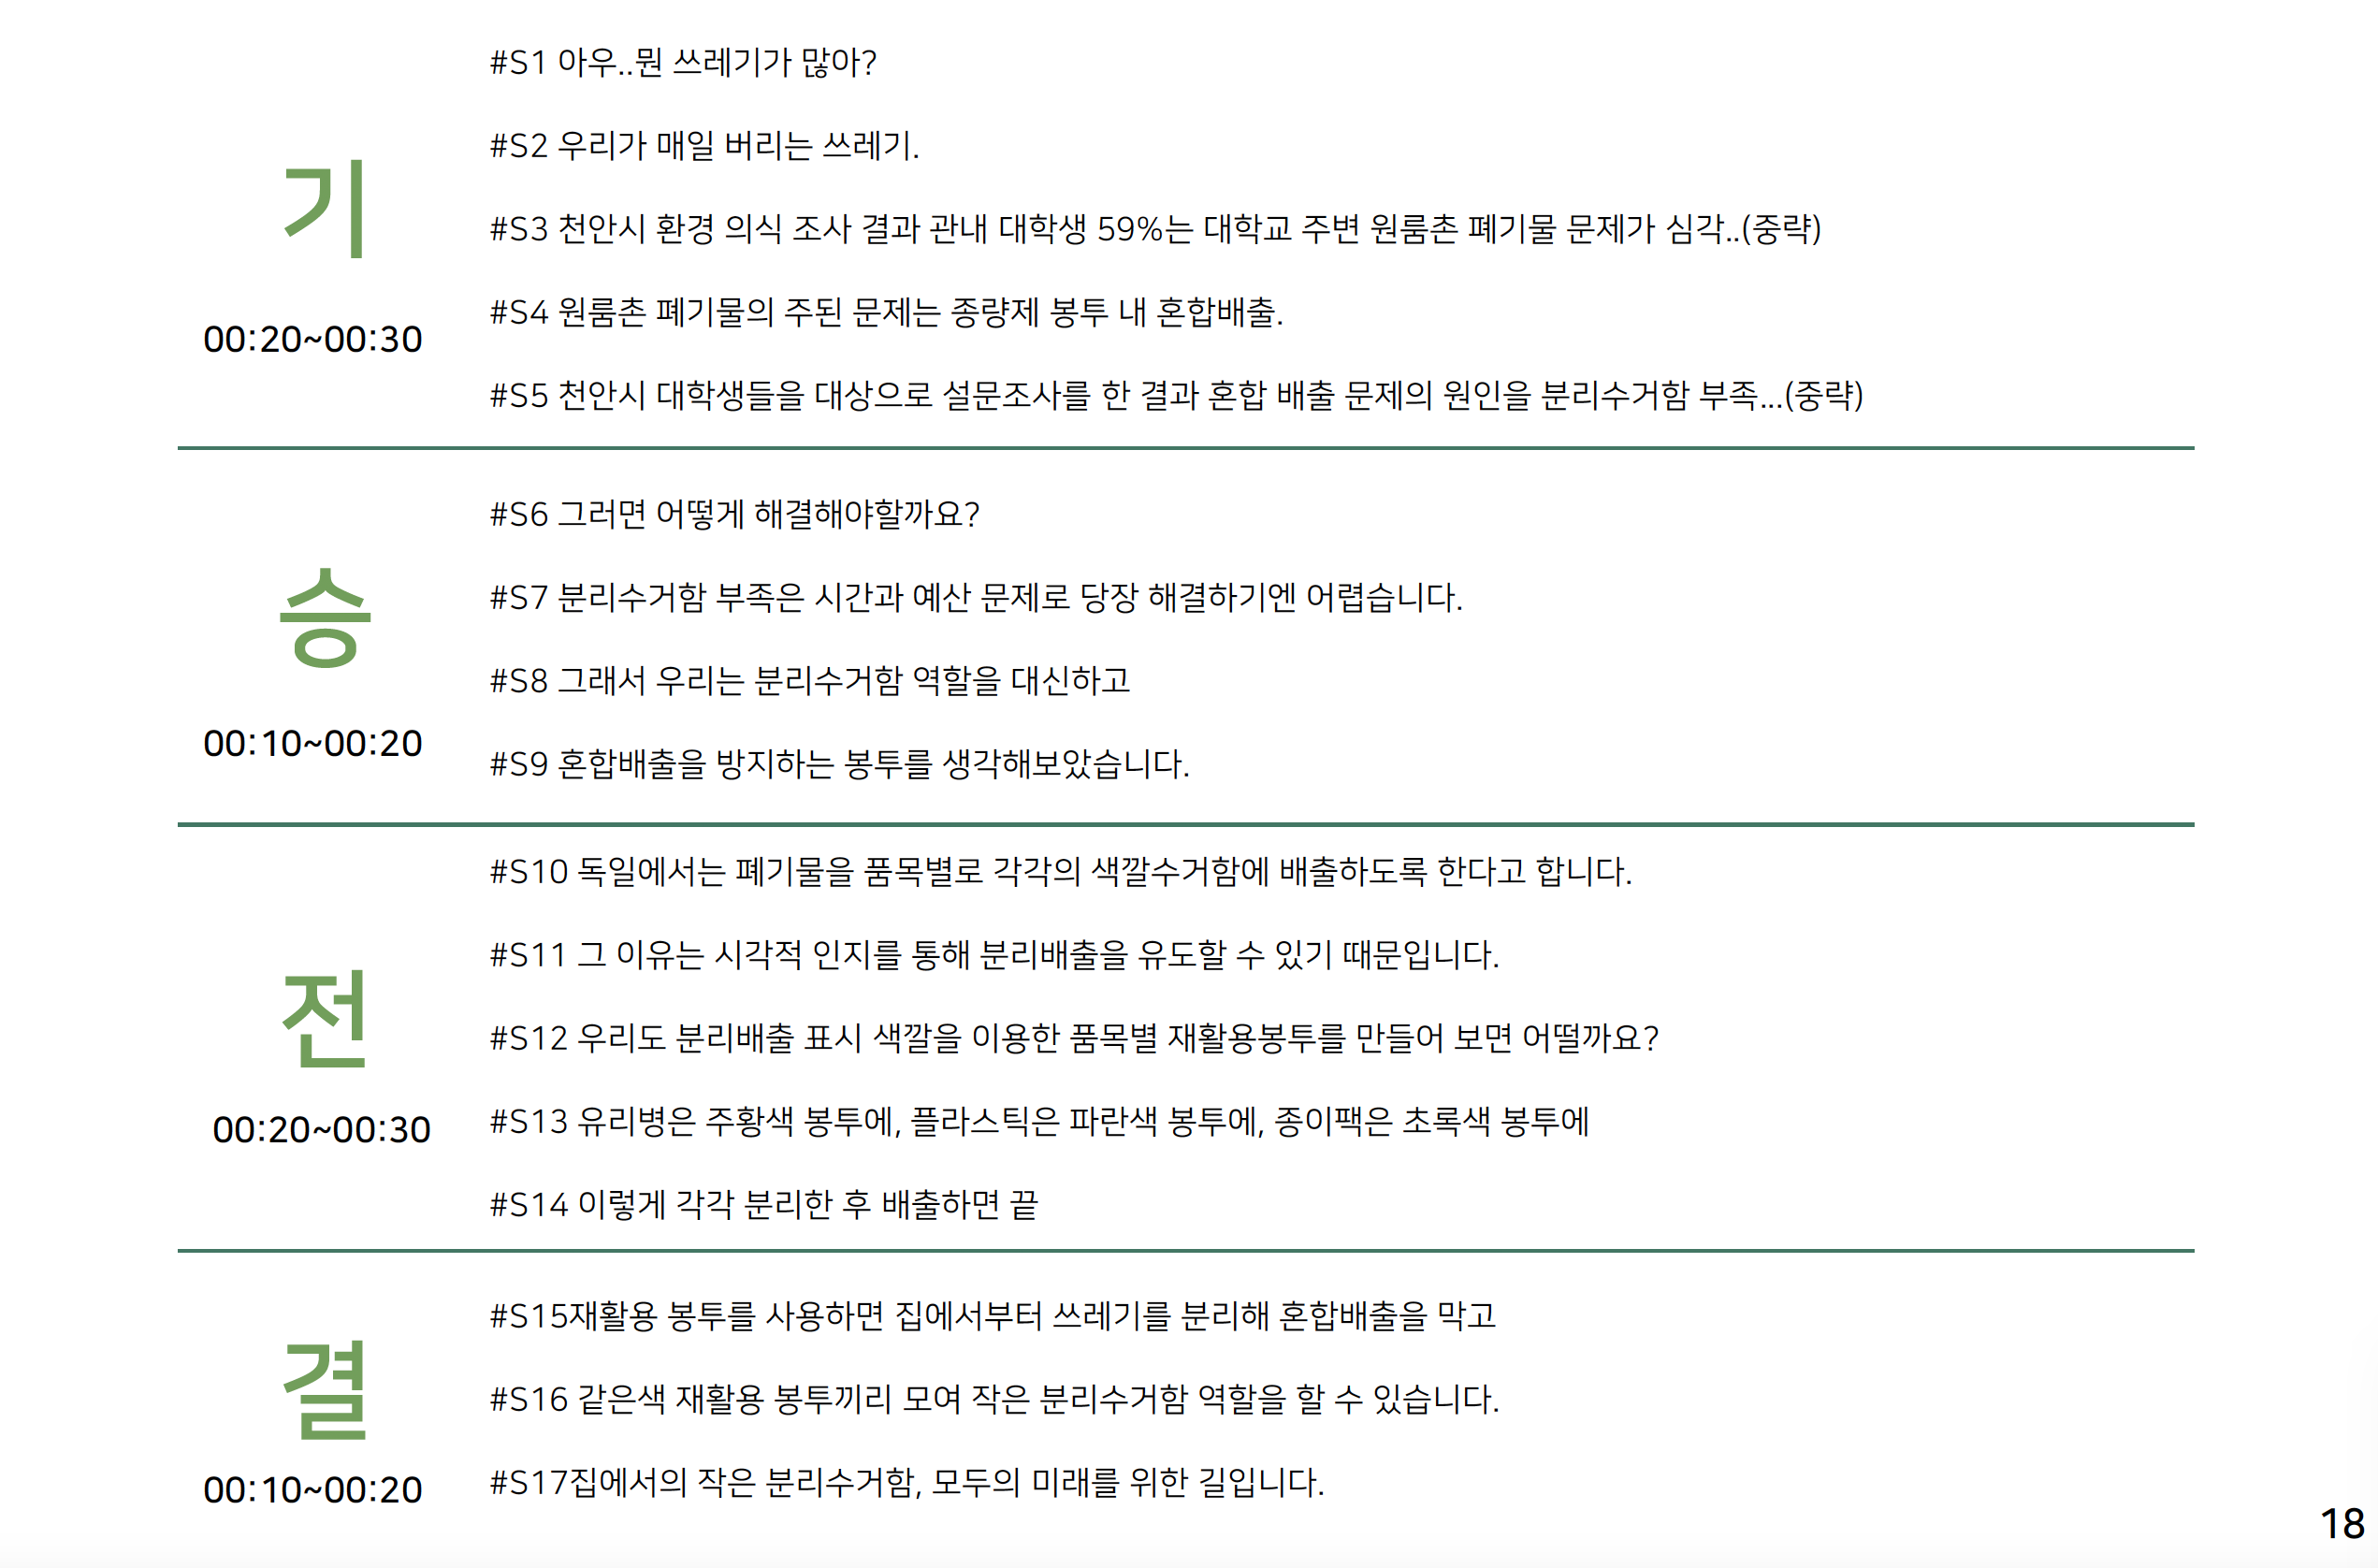 #S1 아우..뭔 쓰레기가 많아?
#S2 우리가 매일 버리는 쓰레기.
기
#S3 천안시 환경 의식 조사 결과 관내 대학생 59%는 대학교 주변 원룸촌 폐기물 문제가 심각..(중략)
#S4 원룸촌 폐기물의 주된 문제는 종량제 봉투 내 혼합배출.
00:20~00:30
#S5 천안시 대학생들을 대상으로 설문조사를 한 결과 혼합 배출 문제의 원인을 분리수거함 부족...(중략)
#S6 그러면 어떻게 해결해야할까요?
#S7 분리수거함 부족은 시간과 예산 문제로 당장 해결하기엔 어렵습니다.
승
#S8 그래서 우리는 분리수거함 역할을 대신하고
00:10~00:20
#S9 혼합배출을 방지하는 봉투를 생각해보았습니다.
#S10 독일에서는 폐기물을 품목별로 각각의 색깔수거함에 배출하도록 한다고 합니다.
#S11 그 이유는 시각적 인지를 통해 분리배출을 유도할 수 있기 때문입니다.
전
#S12 우리도 분리배출 표시 색깔을 이용한 품목별 재활용봉투를 만들어 보면 어떨까요?
#S13 유리병은 주황색 봉투에, 플라스틱은 파란색 봉투에, 종이팩은 초록색 봉투에
00:20~00:30
#S14 이렇게 각각 분리한 후 배출하면 끝
#S15재활용 봉투를 사용하면 집에서부터 쓰레기를 분리해 혼합배출을 막고
결
#S16 같은색 재활용 봉투끼리 모여 작은 분리수거함 역할을 할 수 있습니다.
#S17집에서의 작은 분리수거함, 모두의 미래를 위한 길입니다.
00:10~00:20
18